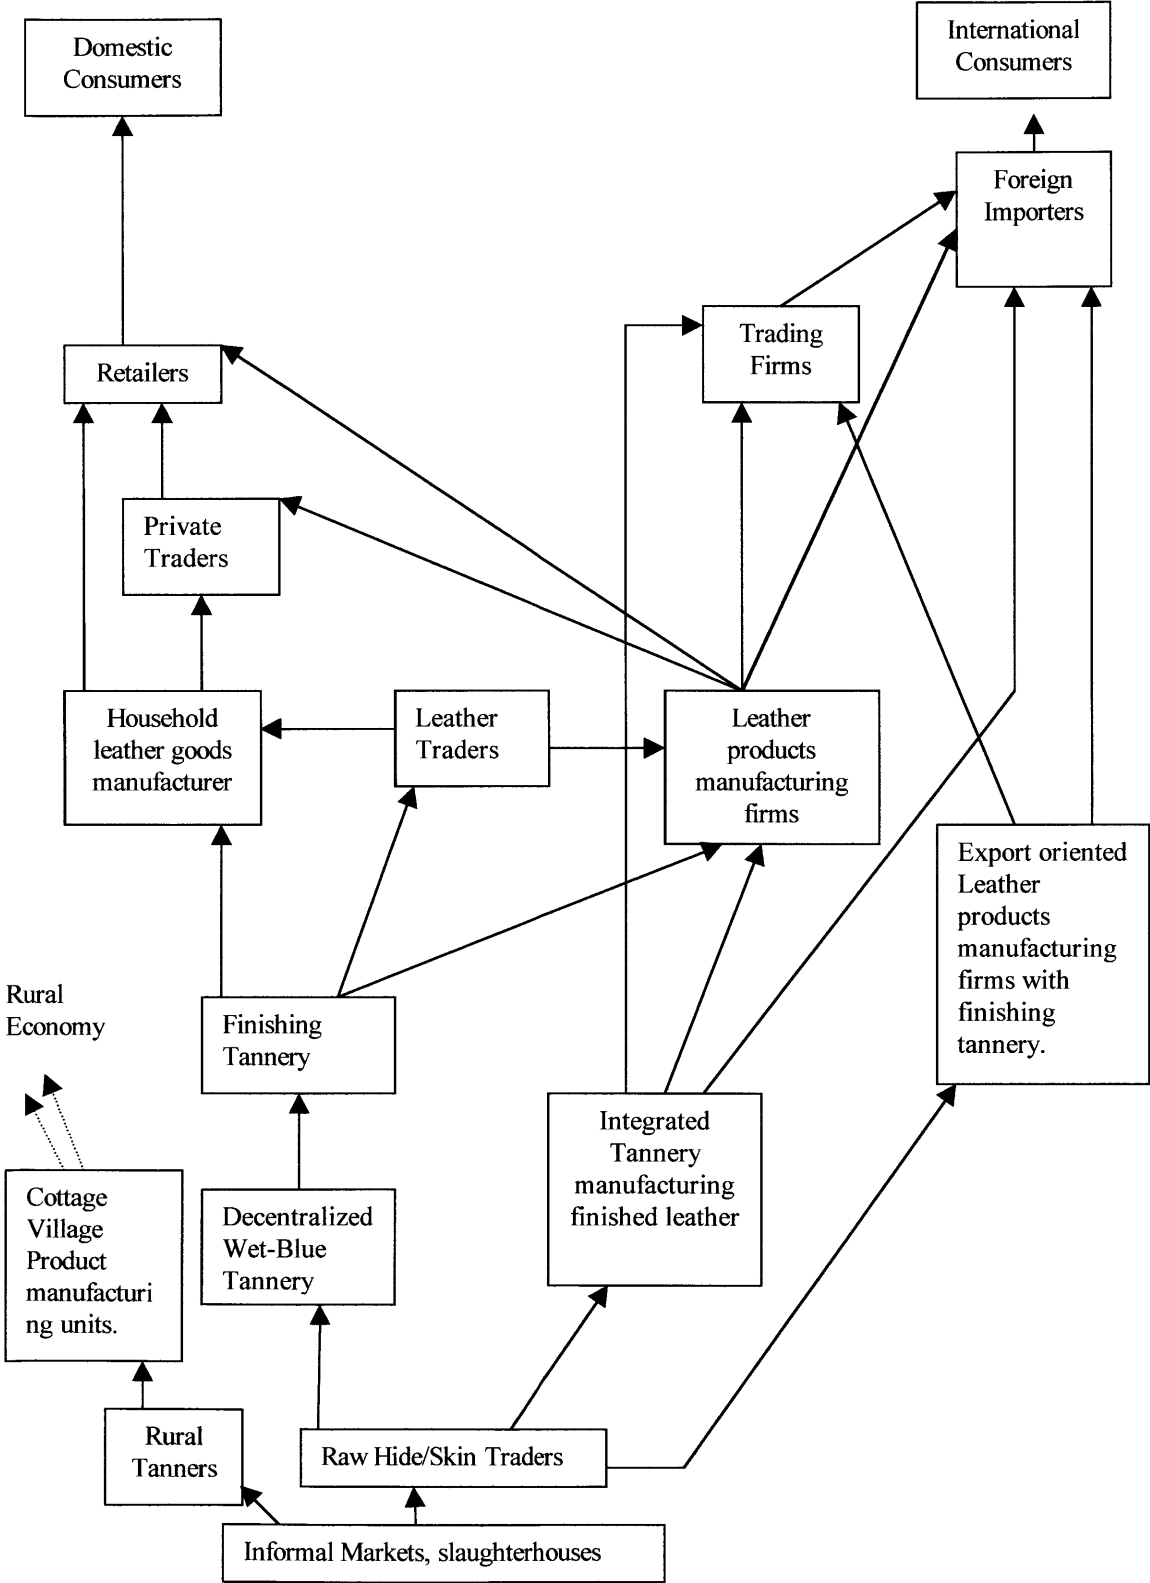 Domestic
Consumers
International
Consumers
Foreign
Importers
Trading
Firms
Retailers
Private
Traders
Household
leather goods
manufacturer
Leather
Traders
Leather
products
manufacturing
firms
Export oriented
Leather
products
manufacturing
firms with
finishing
tannery.
Rural
Economy
Finishing
Tannery
Integrated
Tannery
manufacturing
finished leather
Cottage
Village
Product
manufacturi
ng units.
Decentralized
Wet-Blue
Tannery
Rural
Tanners
Raw Hide/Skin Traders
Informal Markets, slaughterhouses